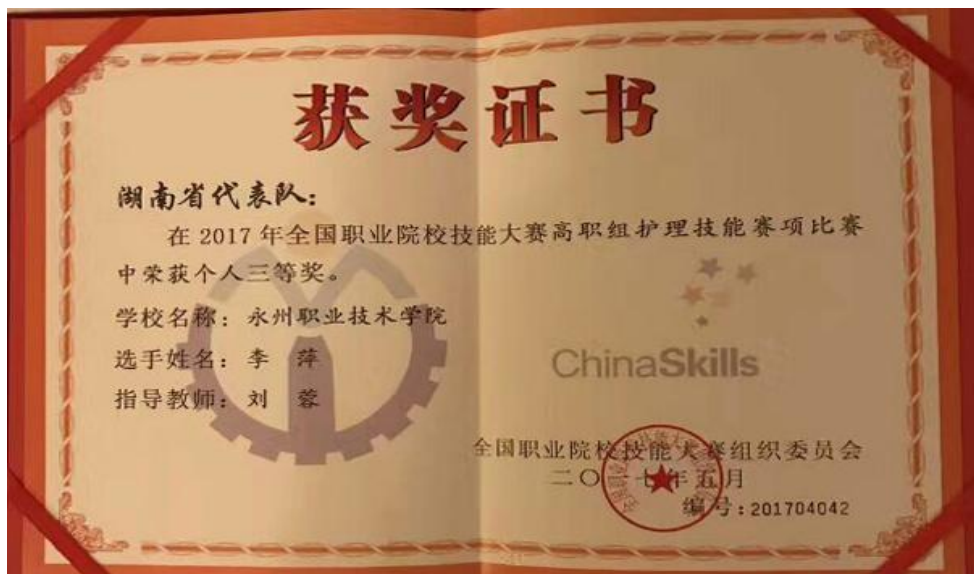 获奖证书
湖南省代表队：
在 2017 年全国职业院校技能大赛高职组护理技能赛项比赛
中荣获个人三等奖。
学校名称：永州职业技术学院
选手姓名：李 萍
指导教师：刘 蓉
ChinaSkills
全国职业院校技能大赛组织委员会
二〇一七年五月
编号：201704042